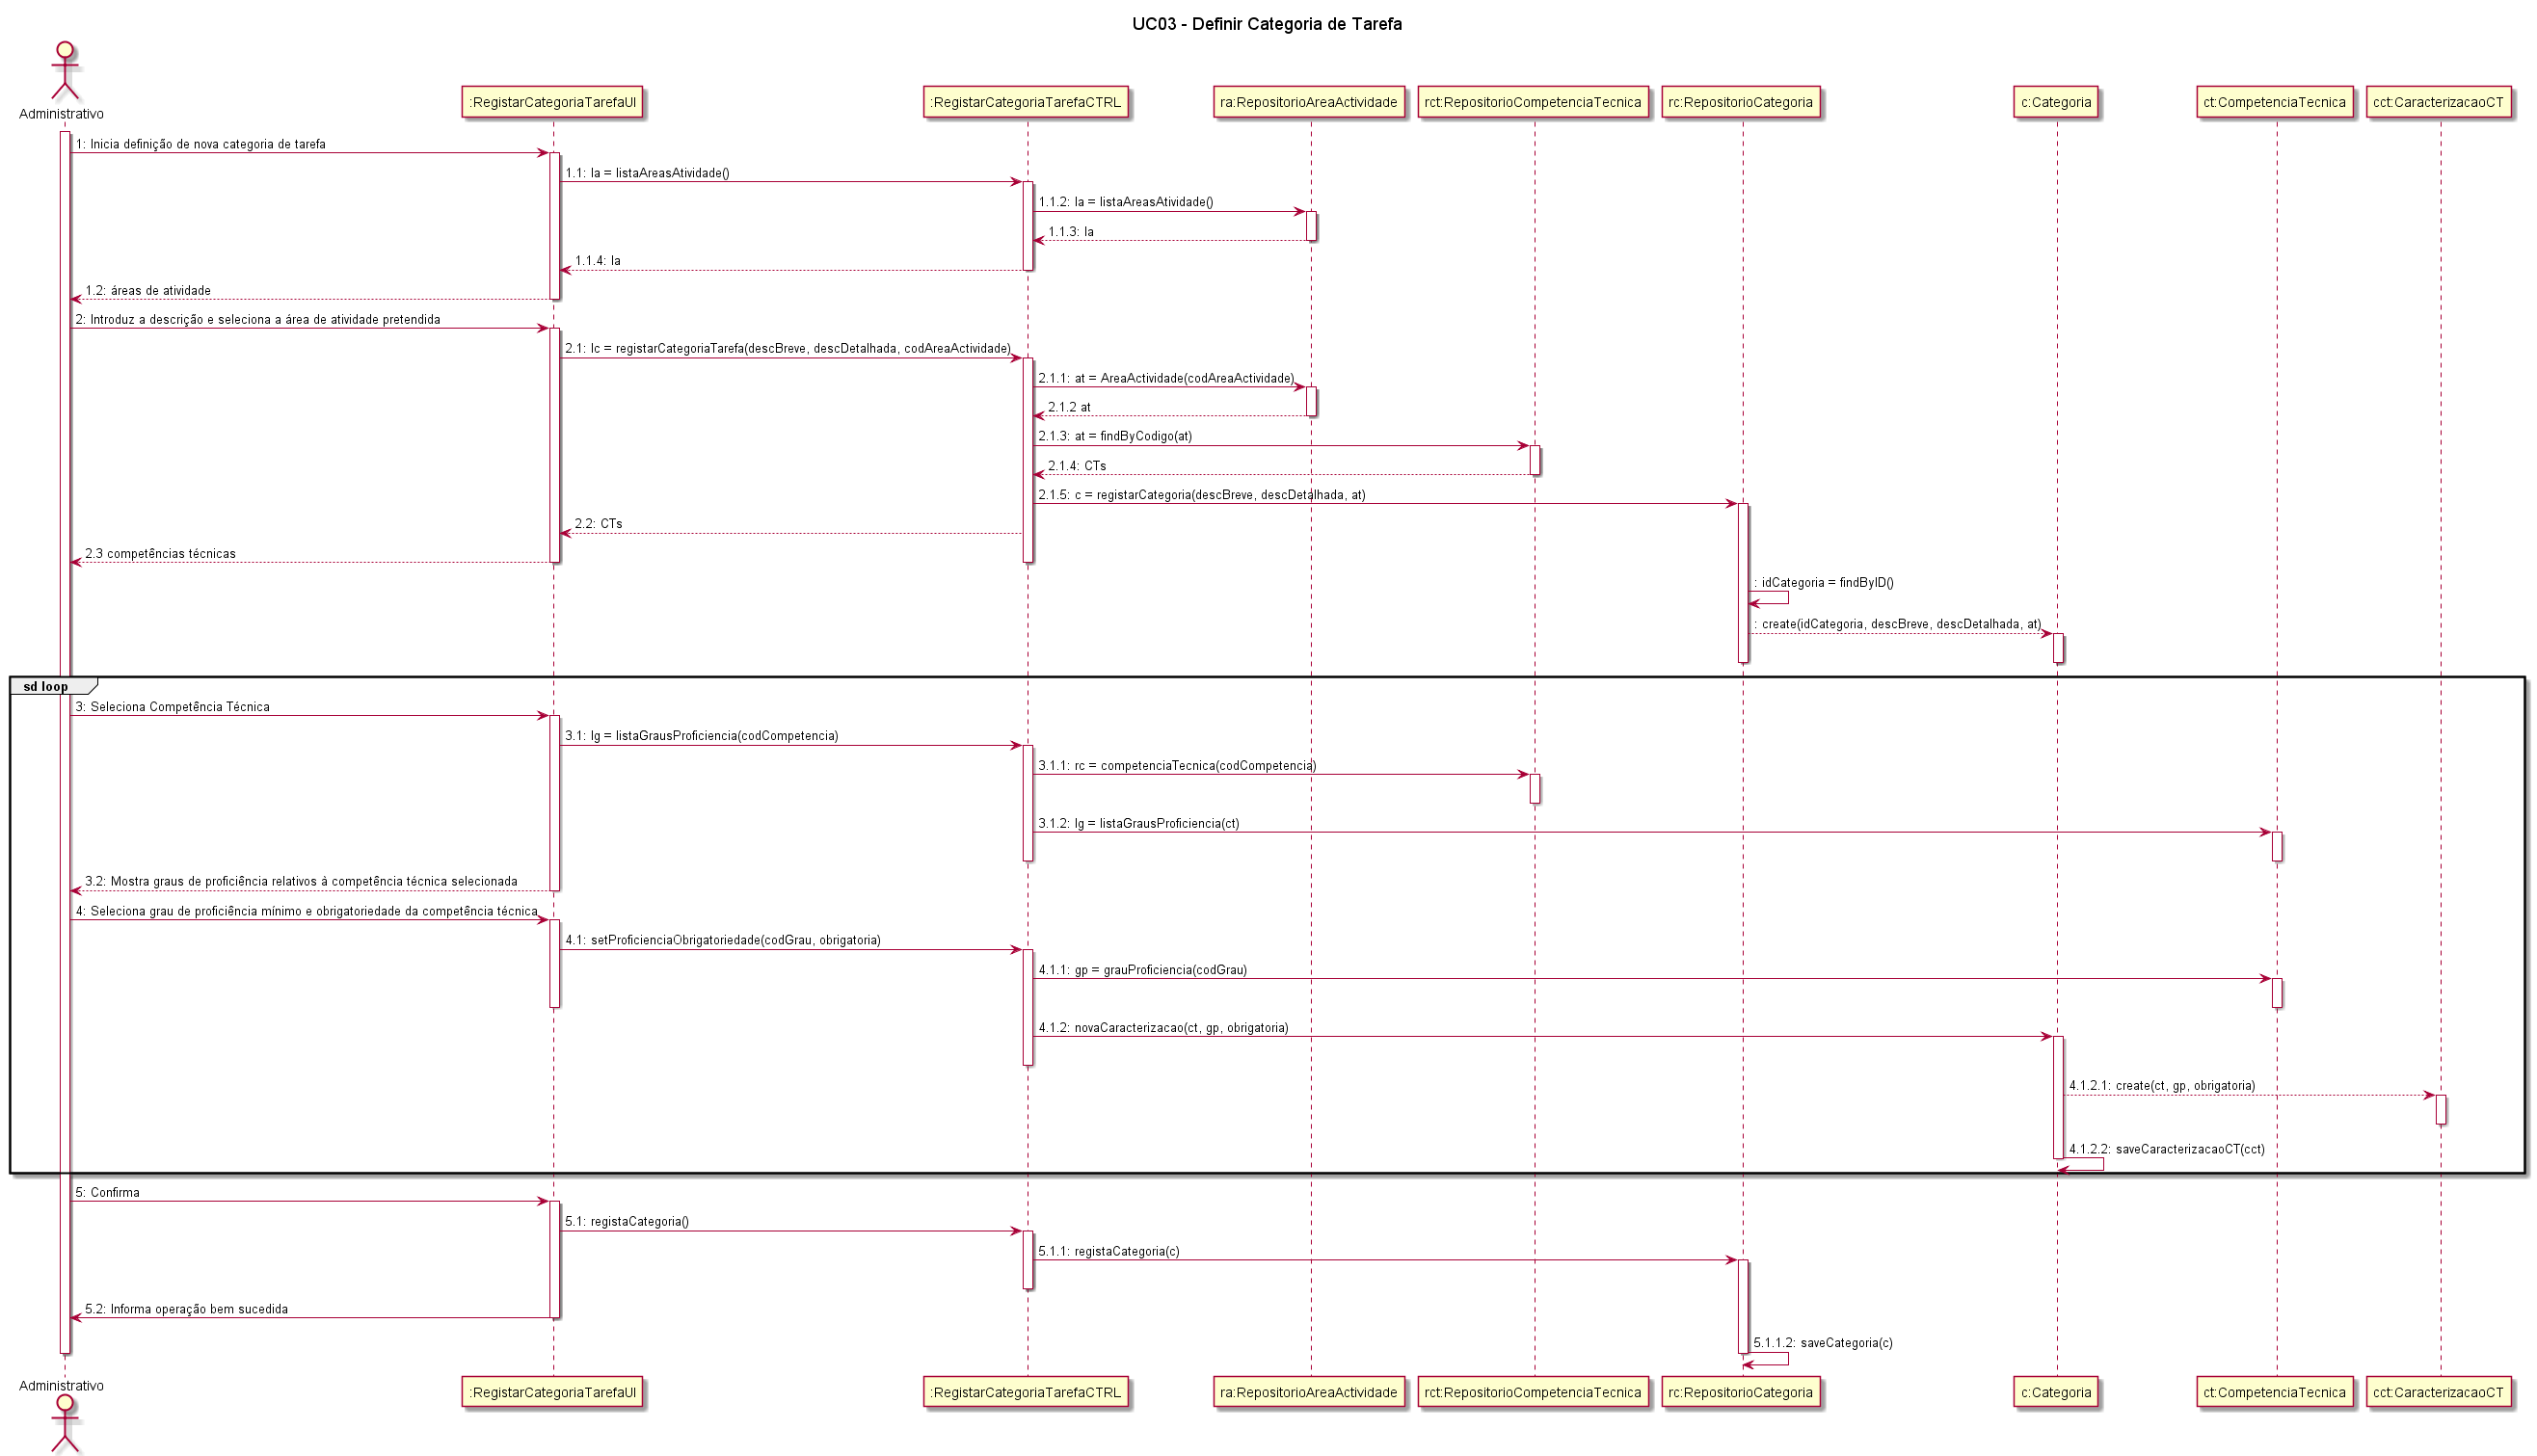 UC03 - Definir Categoria de Tarefa
Administrativo
:RegistarCategoriaTarefaUI
:RegistarCategoriaTarefaCTRL
ra:RepositorioAreaActividade
rct:RepositorioCompetenciaTecnica
rc:RepositorioCategoria
c:Categoria
ct:CompetenciaTecnica
cct:CaracterizacaoCT
1: Inicia definição de nova categoria de tarefa
1.1: la = listaAreasAtividade()
1.1.2: la = listaAreasAtividade()
1.1.3: la
1.1.4: la
1.2: áreas de atividade
2: Introduz a descrição e seleciona a área de atividade pretendida
2.1: lc = registarCategoriaTarefa(descBreve, descDetalhada, codAreaActividade)
2.1.1: at = AreaActividade(codAreaActividade)
2.1.2 at
2.1.3: at = findByCodigo(at)
2.1.4: CTs
2.1.5: c = registarCategoria(descBreve, descDetalhada, at)
2.2: CTs
2.3 competências técnicas
: idCategoria = findByID()
: create(idCategoria, descBreve, descDetalhada, at)
sd loop
3: Seleciona Competência Técnica
3.1: lg = listaGrausProficiencia(codCompetencia)
3.1.1: rc = competenciaTecnica(codCompetencia)
3.1.2: lg = listaGrausProficiencia(ct)
3.2: Mostra graus de proficiência relativos à competência técnica selecionada
4: Seleciona grau de proficiência mínimo e obrigatoriedade da competência técnica
4.1: setProficienciaObrigatoriedade(codGrau, obrigatoria)
4.1.1: gp = grauProficiencia(codGrau)
4.1.2: novaCaracterizacao(ct, gp, obrigatoria)
4.1.2.1: create(ct, gp, obrigatoria)
4.1.2.2: saveCaracterizacaoCT(cct)
5: Confirma
5.1: registaCategoria()
5.1.1: registaCategoria(c)
5.2: Informa operação bem sucedida
5.1.1.2: saveCategoria(c)
Administrativo
:RegistarCategoriaTarefaUI
:RegistarCategoriaTarefaCTRL
ra:RepositorioAreaActividade
rct:RepositorioCompetenciaTecnica
rc:RepositorioCategoria
c:Categoria
ct:CompetenciaTecnica
cct:CaracterizacaoCT